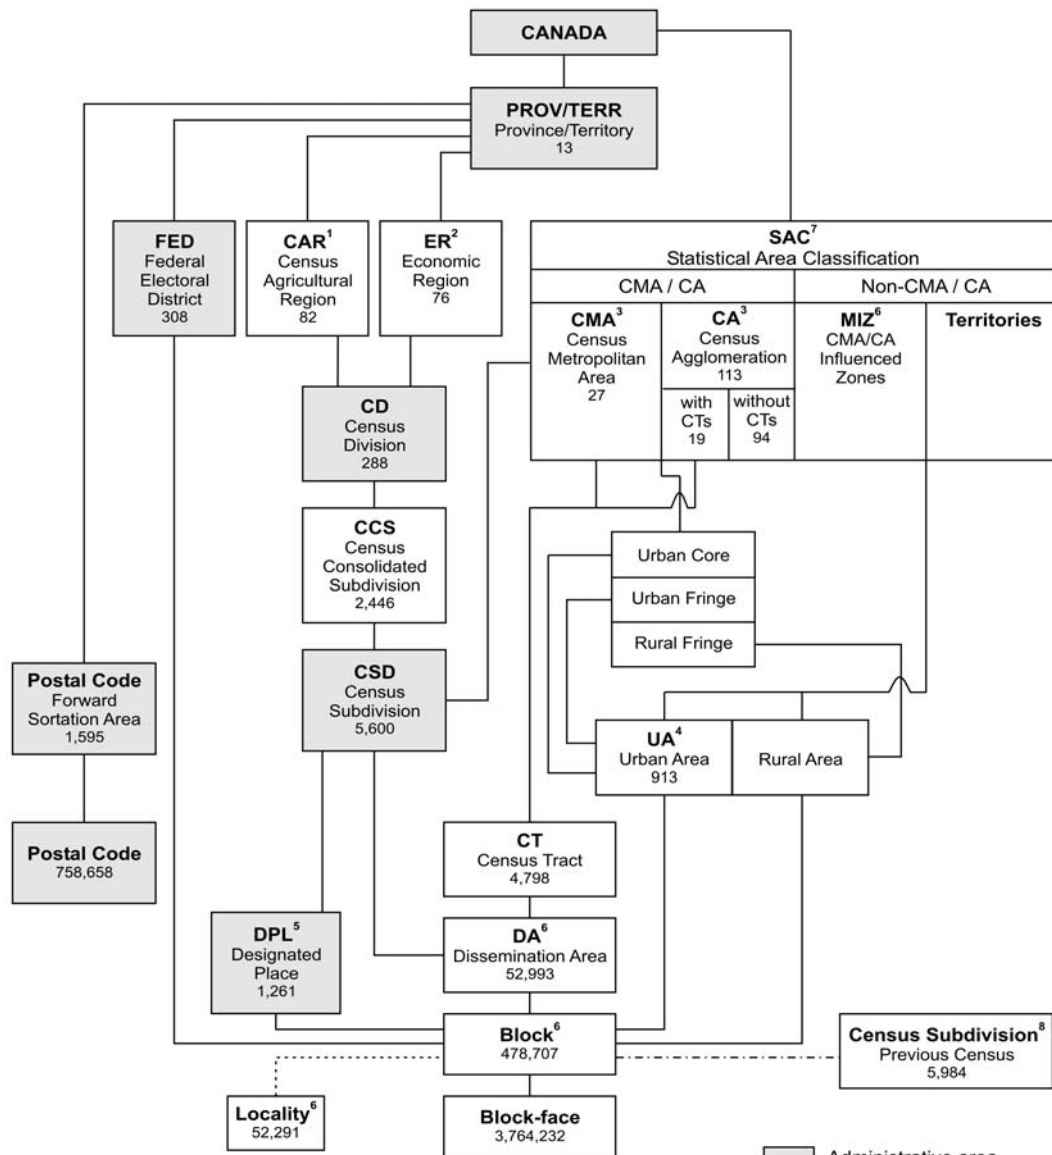 CANADA
PROV/TERR
Province/Territory
13
FED
Federal
Electoral
District
308
CAR¹
Census
Agricultural
Region
82
ER²
Economic
Region
76
SAC⁷
Statistical Area Classification
CMA / CA
Non-CMA / CA
CMA³
Census
Metropolitan
Area
27
CA³
Census
Agglomeration
113
with
CTs
19
without
CTs
94
MIZ⁶
CMA/CA
Influenced
Zones
Territories
CD
Census
Division
288
CCS
Census
Consolidated
Subdivision
2,446
Urban Core
Urban Fringe
Rural Fringe
Postal Code
Forward
Sortation Area
1,595
CSD
Census
Subdivision
5,600
UA⁴
Urban Area
913
Rural Area
Postal Code
758,658
CT
Census Tract
4,798
DPL⁵
Designated
Place
1,261
DA⁶
Dissemination Area
52,993
Block⁶
478,707
Census Subdivision⁸
Previous Census
5,984
Locality⁶
52,291
Block-face
3,764,232
Administrative area